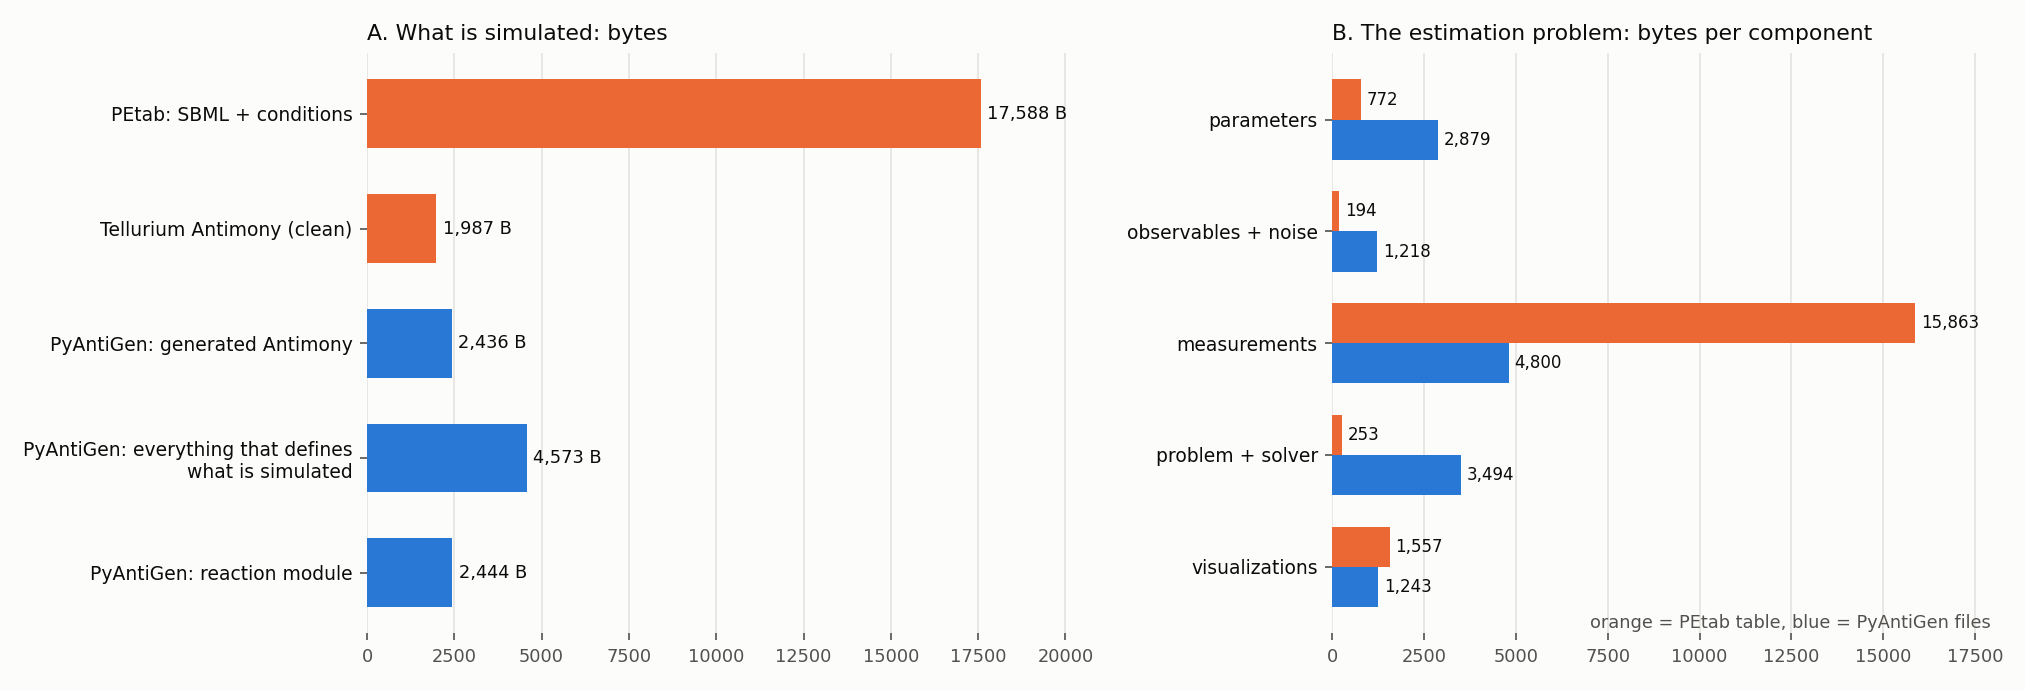 A. What is simulated: bytes
PEtab: SBML + conditions
17,588 B
Tellurium Antimony (clean)
1,987 B
PyAntiGen: generated Antimony
2,436 B
PyAntiGen: everything that defines
what is simulated
4,573 B
PyAntiGen: reaction module
2,444 B
0 2500 5000 7500 10000 12500 15000 17500 20000
B. The estimation problem: bytes per component
parameters
772
2,879
observables + noise
194
1,218
measurements
15,863
4,800
problem + solver
253
3,494
visualizations
1,557
1,243
orange = PEtab table, blue = PyAntiGen files
0 2500 5000 7500 10000 12500 15000 17500